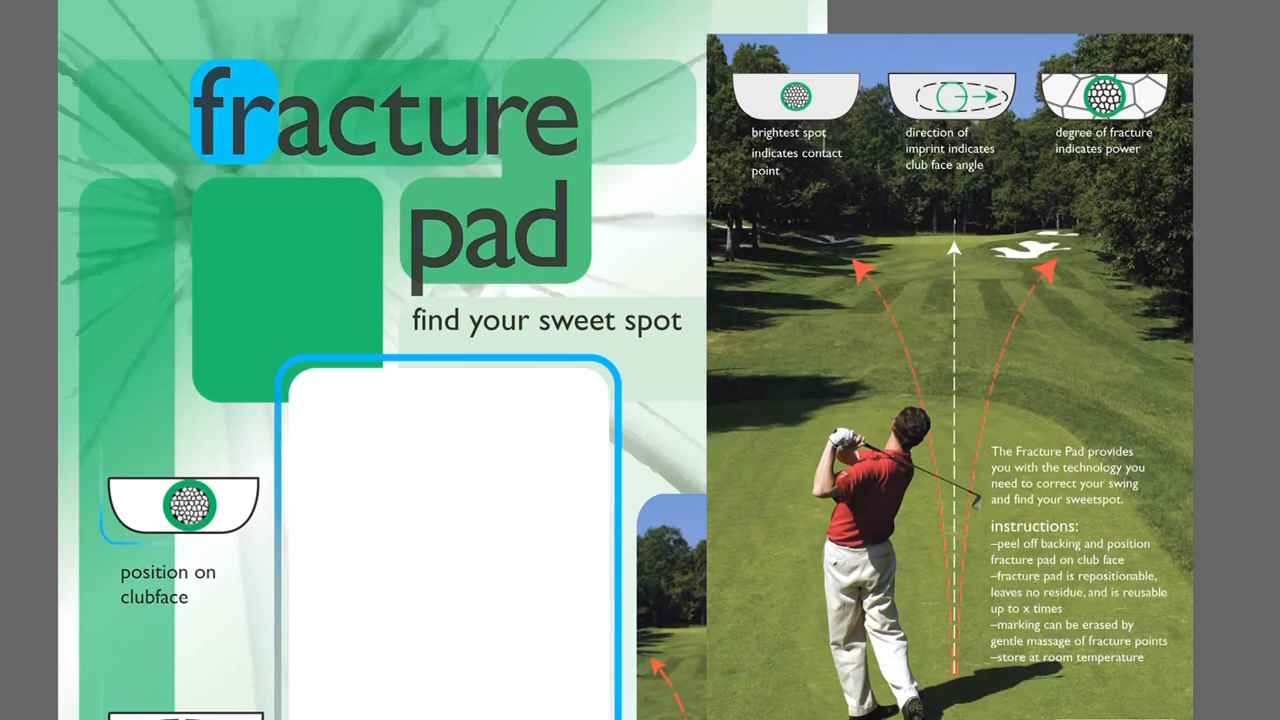 fracture
pad
find your sweet spot
position on
clubface
brightest spot
indicates contact
point
direction of
imprint indicates
club face angle
degree of fracture
indicates power
The Fracture Pad provides
you with the technology you
need to correct your swing
and find your sweetspot.
instructions:
–peel off backing and position
fracture pad on club face
–fracture pad is repositionable,
leaves no residue, and is reusable
up to x times
–marking can be erased by
gentle massage of fracture points
–store at room temperature